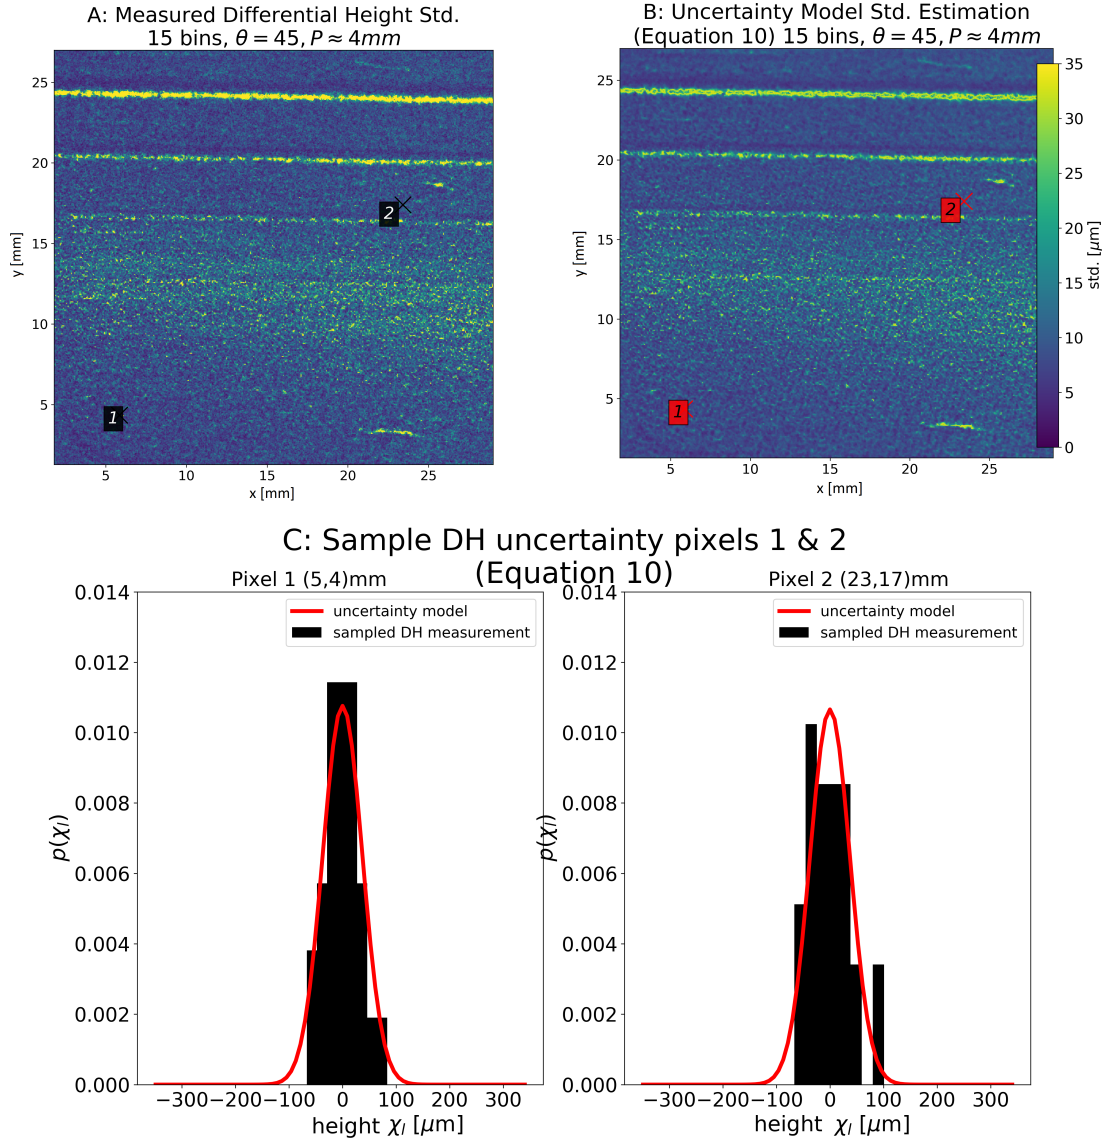 A: Measured Differential Height Std.
15 bins, θ = 45, P ≈ 4mm
B: Uncertainty Model Std. Estimation
(Equation 10) 15 bins, θ = 45, P ≈ 4mm
25
20
15
10
5
y [mm]
5
10
15
20
25
x [mm]
1
2
25
20
15
10
5
y [mm]
5
10
15
20
25
x [mm]
1
2
35
30
25
20
15
10
5
0
std. [μm]
C: Sample DH uncertainty pixels 1 & 2
(Equation 10)
Pixel 1 (5,4)mm
uncertainty model
sampled DH measurement
0.014
0.012
0.010
0.008
0.006
0.004
0.002
0.000
p(χₗ)
−300
−200
−100
0
100
200
300
height χₗ [μm]
Pixel 2 (23,17)mm
uncertainty model
sampled DH measurement
0.014
0.012
0.010
0.008
0.006
0.004
0.002
0.000
p(χₗ)
−300
−200
−100
0
100
200
300
height χₗ [μm]